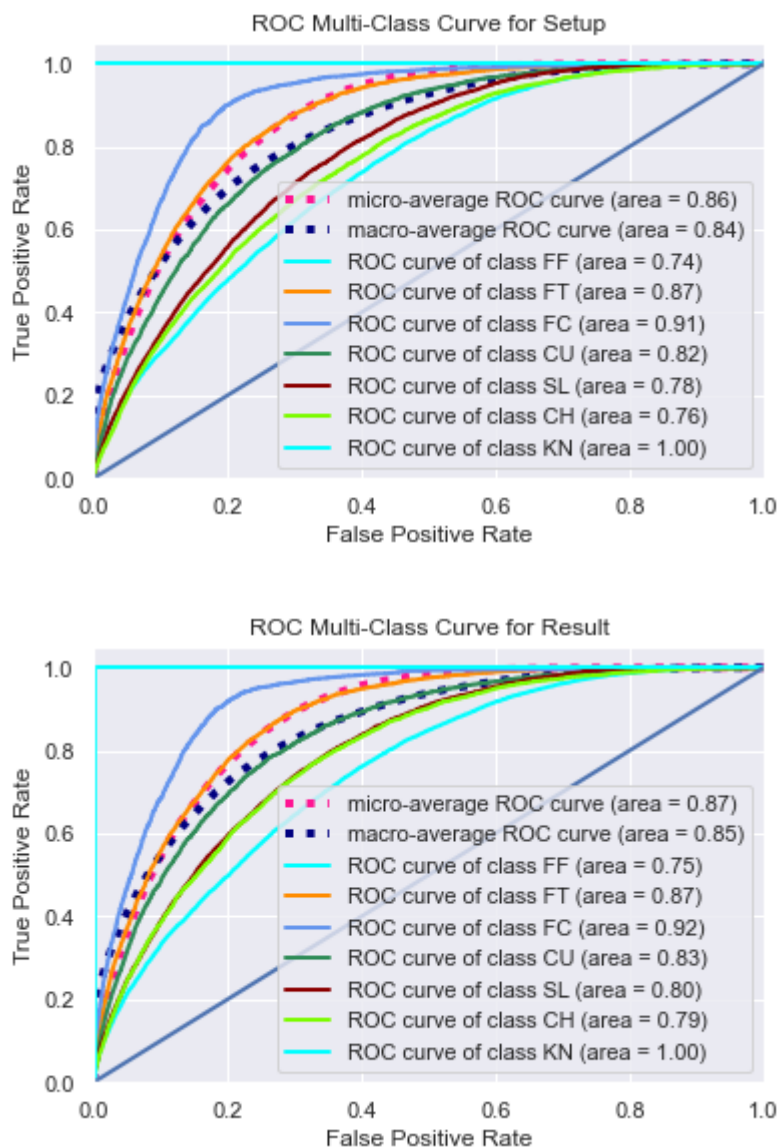 ROC Multi-Class Curve for Setup
True Positive Rate
1.0
0.8
0.6
0.4
0.2
0.0
micro-average ROC curve (area = 0.86)
macro-average ROC curve (area = 0.84)
ROC curve of class FF (area = 0.74)
ROC curve of class FT (area = 0.87)
ROC curve of class FC (area = 0.91)
ROC curve of class CU (area = 0.82)
ROC curve of class SL (area = 0.78)
ROC curve of class CH (area = 0.76)
ROC curve of class KN (area = 1.00)
0.0 0.2 0.4 0.6 0.8 1.0
False Positive Rate
ROC Multi-Class Curve for Result
True Positive Rate
1.0
0.8
0.6
0.4
0.2
0.0
micro-average ROC curve (area = 0.87)
macro-average ROC curve (area = 0.85)
ROC curve of class FF (area = 0.75)
ROC curve of class FT (area = 0.87)
ROC curve of class FC (area = 0.92)
ROC curve of class CU (area = 0.83)
ROC curve of class SL (area = 0.80)
ROC curve of class CH (area = 0.79)
ROC curve of class KN (area = 1.00)
0.0 0.2 0.4 0.6 0.8 1.0
False Positive Rate